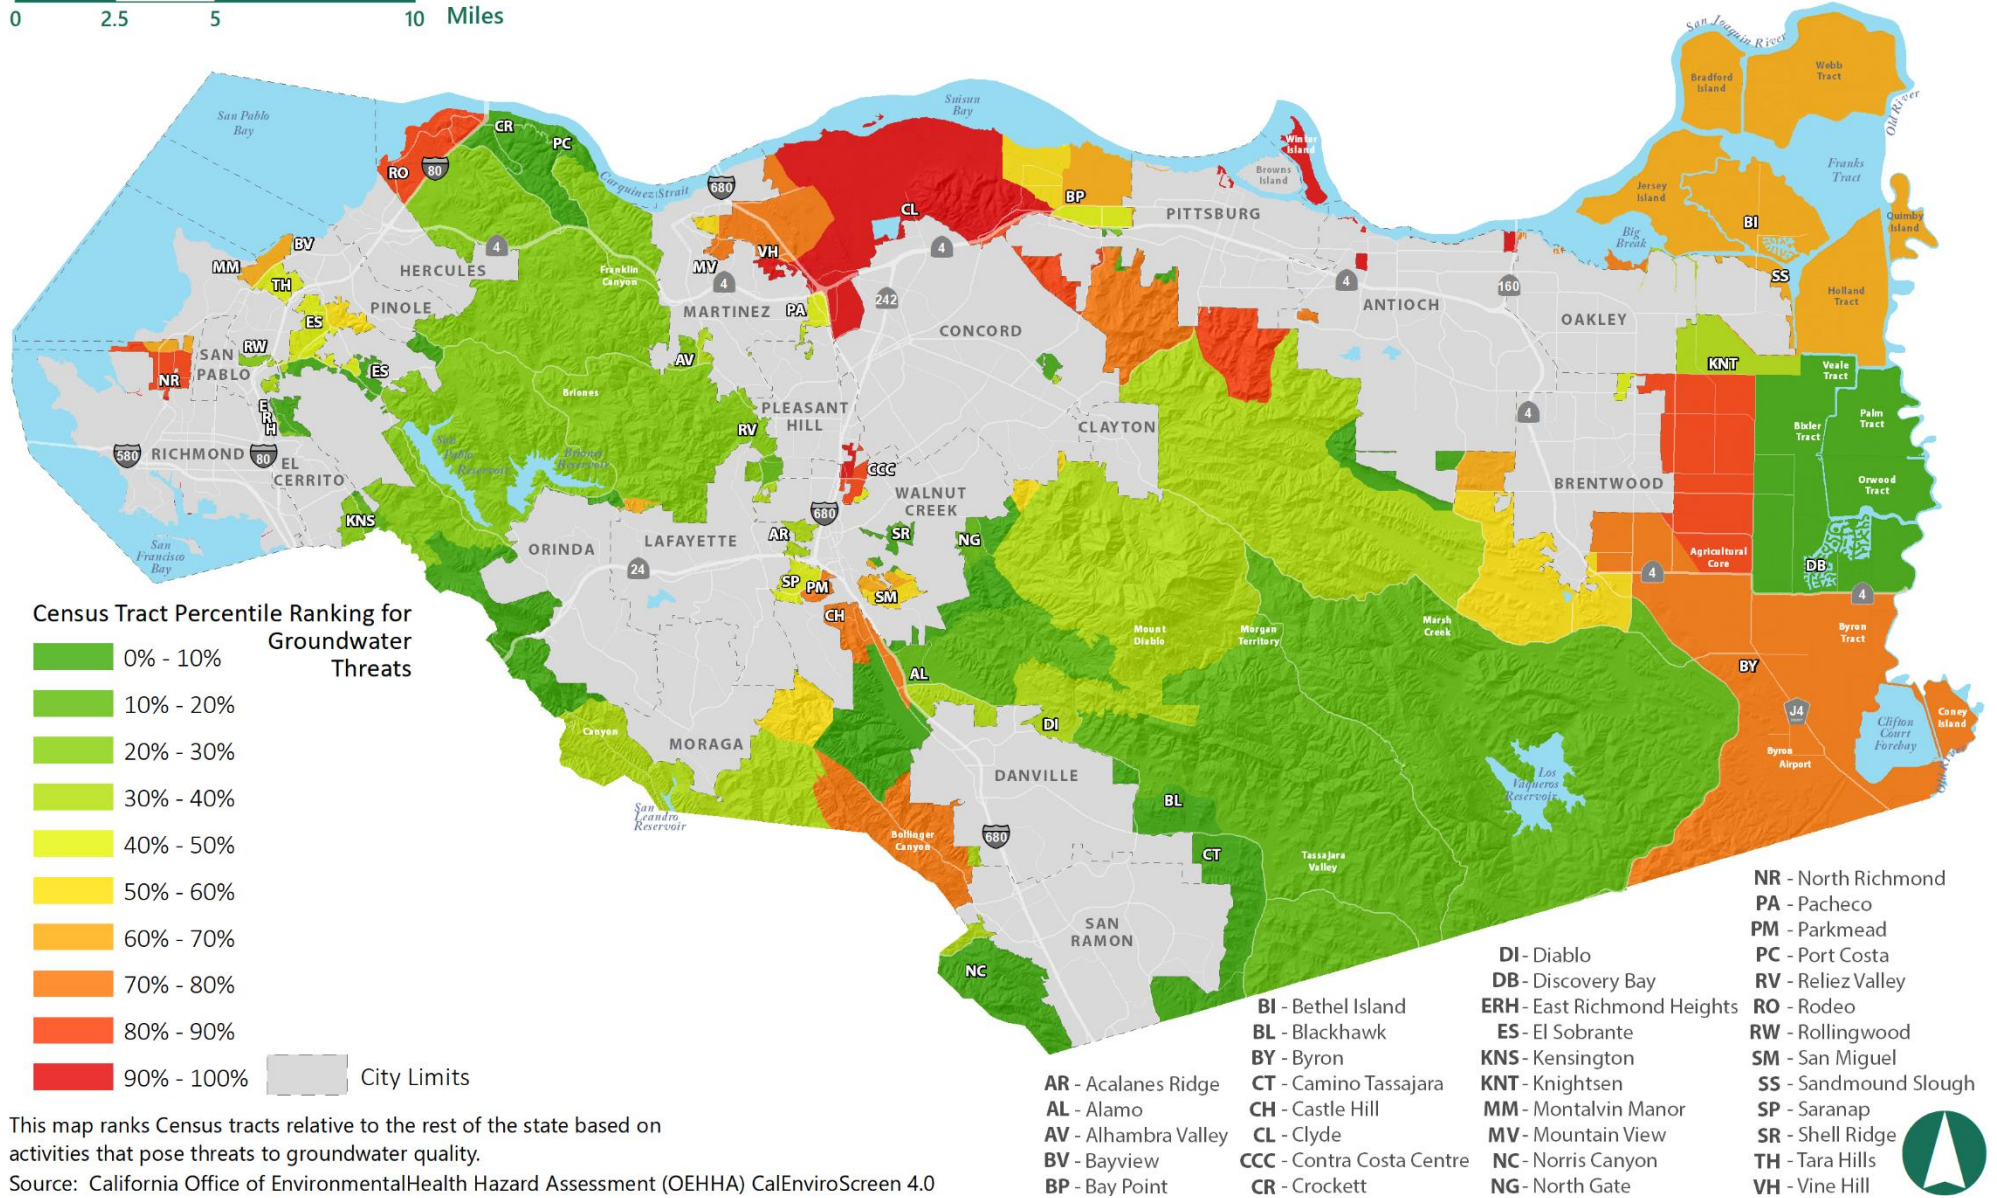 0 2.5 5 10 Miles
San Joaquin River
Webb
Tract
Bradford
Island
Old River
San Pablo
Bay
Suisun
Bay
CR
PC
RO
80
Carquinez Strait
680
Winter
Island
Browns
Island
Franks
Tract
Jersey
Island
BP
CL
PITTSBURG
BI
Quimby
Island
Big
Break
BV
MM
TH
HERCULES
4
Franklin
Canyon
MV
VH
4
4
SS
PINOLE
ES
MARTINEZ
PA
242
4
ANTIOCH
160
OAKLEY
Holland
Tract
CONCORD
RW
SAN
PABLO
NR
ES
AV
KNT
Veale
Tract
Briones
E
R
H
PLEASANT
HILL
RV
CLAYTON
4
Palm
Tract
Bixler
Tract
580
RICHMOND
80
EL
CERRITO
San
Pablo
Reservoir
Briones
Reservoir
CCC
WALNUT
CREEK
BRENTWOOD
Orwood
Tract
KNS
680
San
Francisco
Bay
ORINDA
LAFAYETTE
AR
SR
NG
24
SP
PM
SM
Agricultural
Core
4
DB
4
CH
Mount
Diablo
Morgan
Territory
Marsh
Creek
Byron
Tract
AL
BY
DI
Canyon
MORAGA
DANVILLE
J4
Coney
Island
Clifton
Court
Forebay
Byron
Airport
Old River
Los
Vaqueros
Reservoir
BL
San
Leandro
Reservoir
Bollinger
Canyon
680
CT
Tassajara
Valley
SAN
RAMON
NC
Census Tract Percentile Ranking for
Groundwater
Threats
0% - 10%
10% - 20%
20% - 30%
30% - 40%
40% - 50%
50% - 60%
60% - 70%
70% - 80%
80% - 90%
90% - 100%
City Limits
This map ranks Census tracts relative to the rest of the state based on
activities that pose threats to groundwater quality.
Source: California Office of EnvironmentalHealth Hazard Assessment (OEHHA) CalEnviroScreen 4.0
AR - Acalanes Ridge
AL - Alamo
AV - Alhambra Valley
BV - Bayview
BP - Bay Point
BI - Bethel Island
BL - Blackhawk
BY - Byron
CT - Camino Tassajara
CH - Castle Hill
CL - Clyde
CCC - Contra Costa Centre
CR - Crockett
DI - Diablo
DB - Discovery Bay
ERH - East Richmond Heights
ES - El Sobrante
KNS - Kensington
KNT - Knightsen
MM - Montalvin Manor
MV - Mountain View
NC - Norris Canyon
NG - North Gate
NR - North Richmond
PA - Pacheco
PM - Parkmead
PC - Port Costa
RV - Reliez Valley
RO - Rodeo
RW - Rollingwood
SM - San Miguel
SS - Sandmound Slough
SP - Saranap
SR - Shell Ridge
TH - Tara Hills
VH - Vine Hill